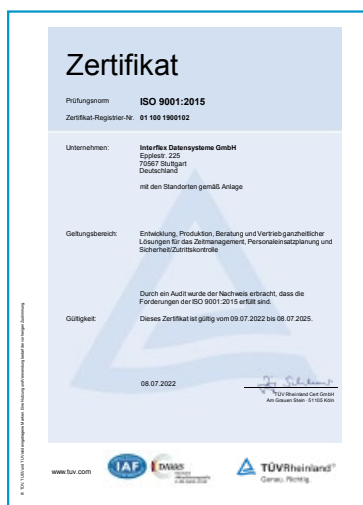 Zertifikat
Prüfungsnorm ISO 9001:2015
Zertifikat-Registrier-Nr. 01 100 1900102
Unternehmen: Interflex Datensysteme GmbH
Epplestr. 225
70567 Stuttgart
Deutschland
mit den Standorten gemäß Anlage
Geltungsbereich: Entwicklung, Produktion, Beratung und Vertrieb ganzheitlicher
Lösungen für das Zeitmanagement, Personaleinsatzplanung und
Sicherheit/Zutrittskontrolle
Durch ein Audit wurde der Nachweis erbracht, dass die
Forderungen der ISO 9001:2015 erfüllt sind.
Gültigkeit: Dieses Zertifikat ist gültig vom 09.07.2022 bis 08.07.2025.
08.07.2022
TÜV Rheinland Cert GmbH
Am Grauen Stein · 51105 Köln
www.tuv.com
IAF
DAkkS
TÜVRheinland®
Genau. Richtig.